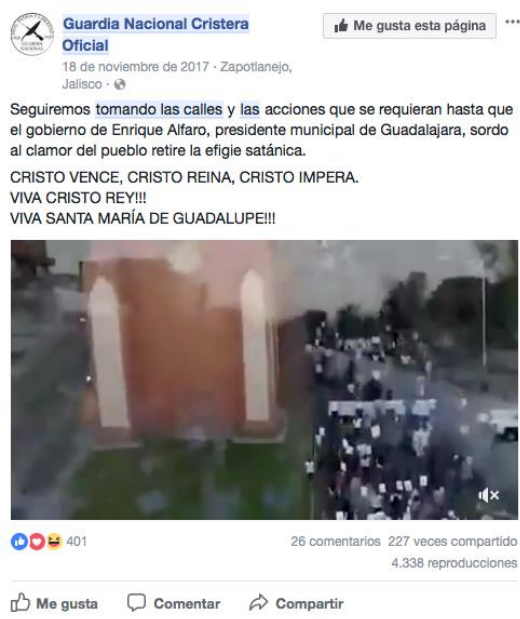 Guardia Nacional Cristera
Oficial
Me gusta esta página
18 de noviembre de 2017 · Zapotlanejo,
Jalisco ·
Seguiremos tomando las calles y las acciones que se requieran hasta que
el gobierno de Enrique Alfaro, presidente municipal de Guadalajara, sordo
al clamor del pueblo retire la efigie satánica.
CRISTO VENCE, CRISTO REINA, CRISTO IMPERA.
VIVA CRISTO REY!!!
VIVA SANTA MARÍA DE GUADALUPE!!!
401
26 comentarios 227 veces compartido
4.338 reproducciones
Me gusta Comentar Compartir